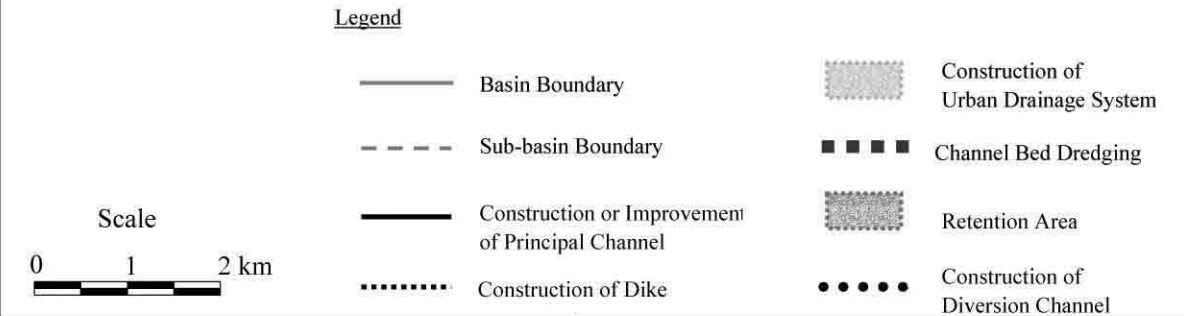 Legend
Basin Boundary
Sub-basin Boundary
Construction or Improvement
of Principal Channel
Construction of Dike
Construction of
Urban Drainage System
Channel Bed Dredging
Retention Area
Construction of
Diversion Channel
Scale
0 1 2 km